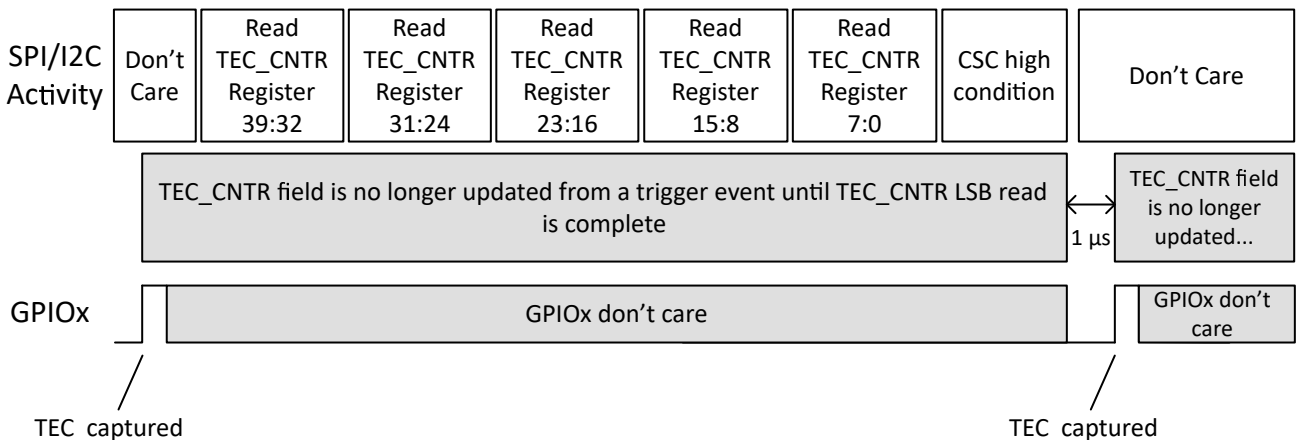 SPI/I2C
Activity
Don't
Care
Read
TEC_CNTR
Register
39:32
Read
TEC_CNTR
Register
31:24
Read
TEC_CNTR
Register
23:16
Read
TEC_CNTR
Register
15:8
Read
TEC_CNTR
Register
7:0
CSC high
condition
Don't Care
TEC_CNTR field is no longer updated from a trigger event until TEC_CNTR LSB read
is complete
1 µs
TEC_CNTR field
is no longer
updated...
GPIOx
GPIOx don't care
GPIOx don't
care
TEC captured
TEC captured